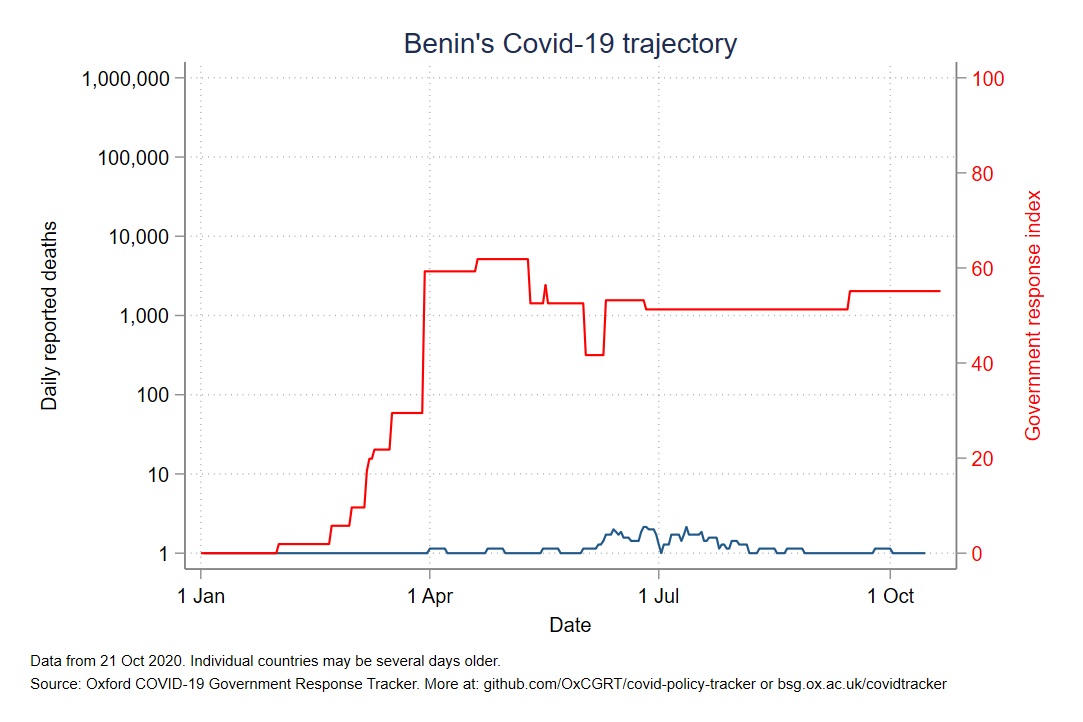 Benin's Covid-19 trajectory
1,000,000
100,000
10,000
1,000
100
10
1
Daily reported deaths
100
80
60
40
20
0
Government response index
1 Jan
1 Apr
1 Jul
1 Oct
Date
Data from 21 Oct 2020. Individual countries may be several days older.
Source: Oxford COVID-19 Government Response Tracker. More at: github.com/OxCGRT/covid-policy-tracker or bsg.ox.ac.uk/covidtracker